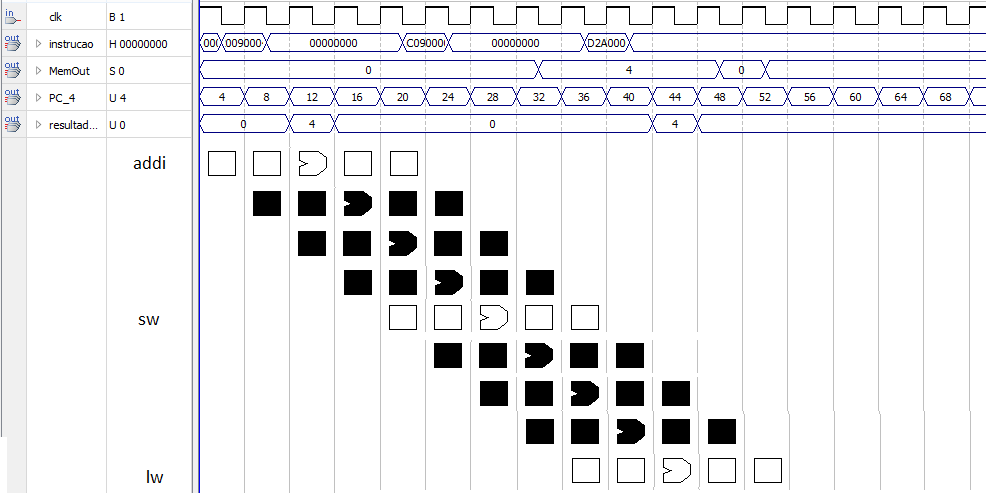 in clk B 1
out instrucao H 00000000 009000 00000000 C0900 00000000 D2A000
out MemOut S 0 0 4 0
out PC_4 U 4 4 8 12 16 20 24 28 32 36 40 44 48 52 56 60 64 68
out resultad... U 0 0 4 0 4
addi
sw
lw